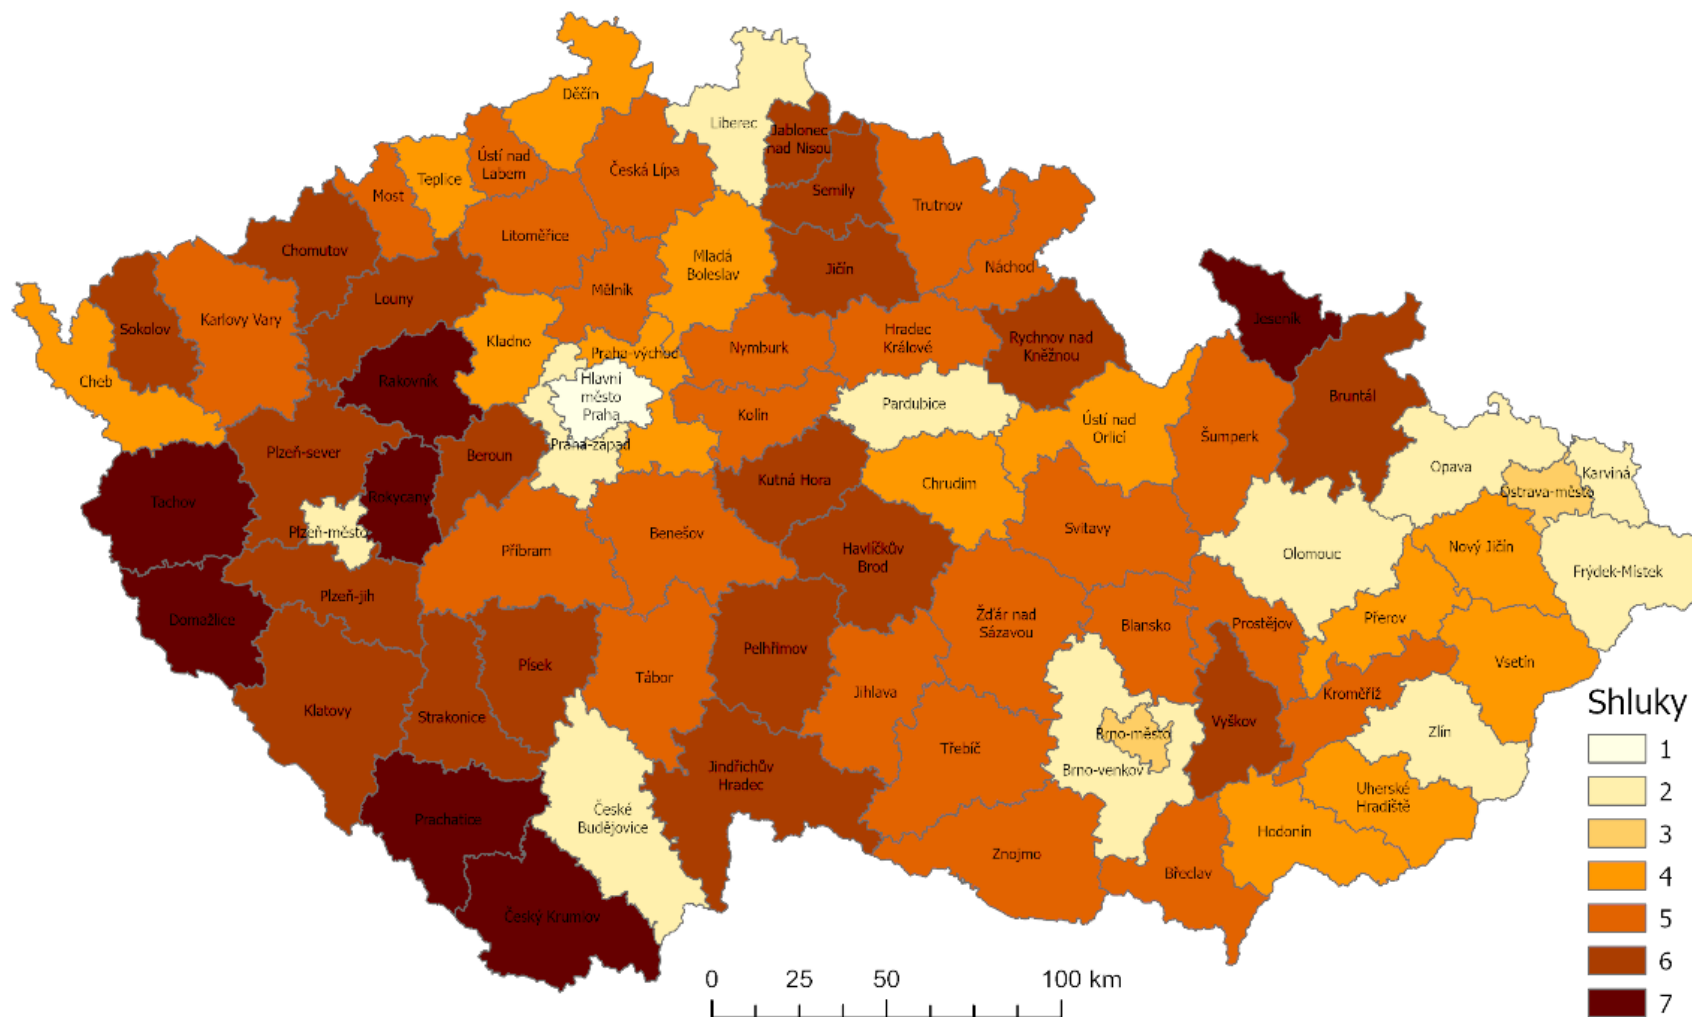 Děčín
Liberec
Jablonec
nad Nisou
Ústí nad
Labem
Česká Lípa
Teplice
Most
Semily
Trutnov
Litoměřice
Chomutov
Mladá
Boleslav
Jičín
Náchod
Mělník
Louny
Karlovy Vary
Sokolov
Jeseník
Kladno
Praha-východ
Nymburk
Hradec
Králové
Rychnov nad
Kněžnou
Cheb
Rakovník
Hlavní
město
Praha
Kolín
Pardubice
Ústí nad
Orlicí
Bruntál
Šumperk
Praha-západ
Plzeň-sever
Beroun
Kutná Hora
Chrudim
Opava
Karviná
Ostrava-město
Tachov
Rokycany
Plzeň-město
Benešov
Svitavy
Příbram
Havlíčkův
Brod
Olomouc
Nový Jičín
Frýdek-Místek
Plzeň-jih
Domažlice
Žďár nad
Sázavou
Blansko
Prostějov
Přerov
Písek
Pelhřimov
Vsetín
Tábor
Jihlava
Kroměříž
Klatovy
Strakonice
Vyškov
Zlín
Brno-město
Třebíč
Brno-venkov
Jindřichův
Hradec
Uherské
Hradiště
Prachatice
České
Budějovice
Hodonín
Znojmo
Břeclav
Český Krumlov
Shluky
1
2
3
4
5
6
7
0 25 50 100 km